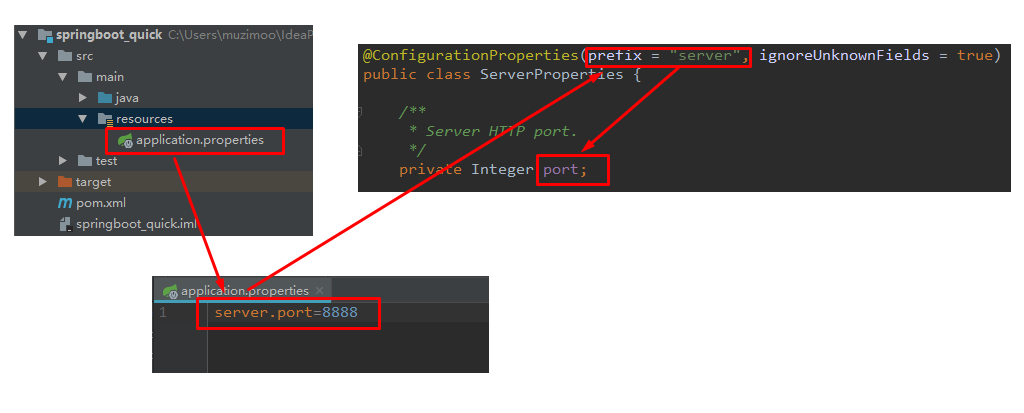 springboot_quick C:\Users\muzimoo\IdeaP
src
main
java
resources
application.properties
test
target
pom.xml
springboot_quick.iml
@ConfigurationProperties(prefix = "server", ignoreUnknownFields = true)
public class ServerProperties {
/**
* Server HTTP port.
*/
private Integer port;
application.properties
1 server.port=8888